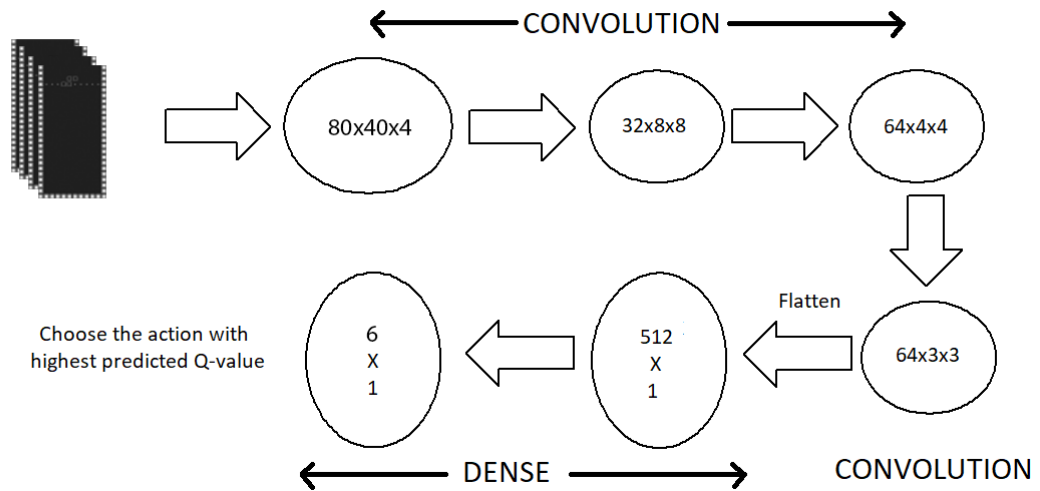 CONVOLUTION
80x40x4
32x8x8
64x4x4
Flatten
64x3x3
512
X
1
6
X
1
Choose the action with
highest predicted Q-value
DENSE
CONVOLUTION